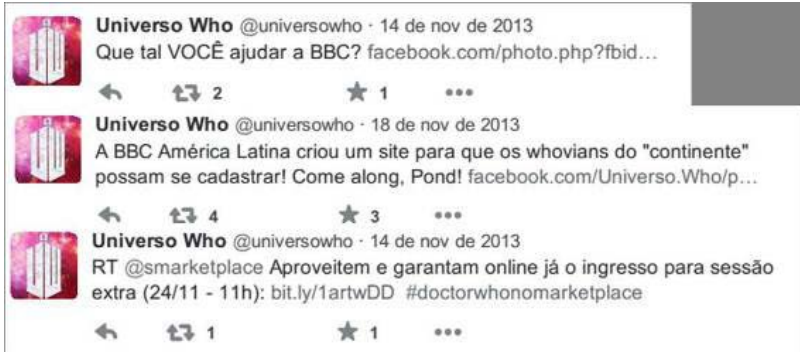 Universo Who @universowho · 14 de nov de 2013
Que tal VOCÊ ajudar a BBC? facebook.com/photo.php?fbid...
2 1
Universo Who @universowho · 18 de nov de 2013
A BBC América Latina criou um site para que os whovians do "continente"
possam se cadastrar! Come along, Pond! facebook.com/Universo.Who/p...
4 3
Universo Who @universowho · 14 de nov de 2013
RT @smarketplace Aproveitem e garantam online já o ingresso para sessão
extra (24/11 - 11h): bit.ly/1artwDD #doctorwhonomarketplace
1 1